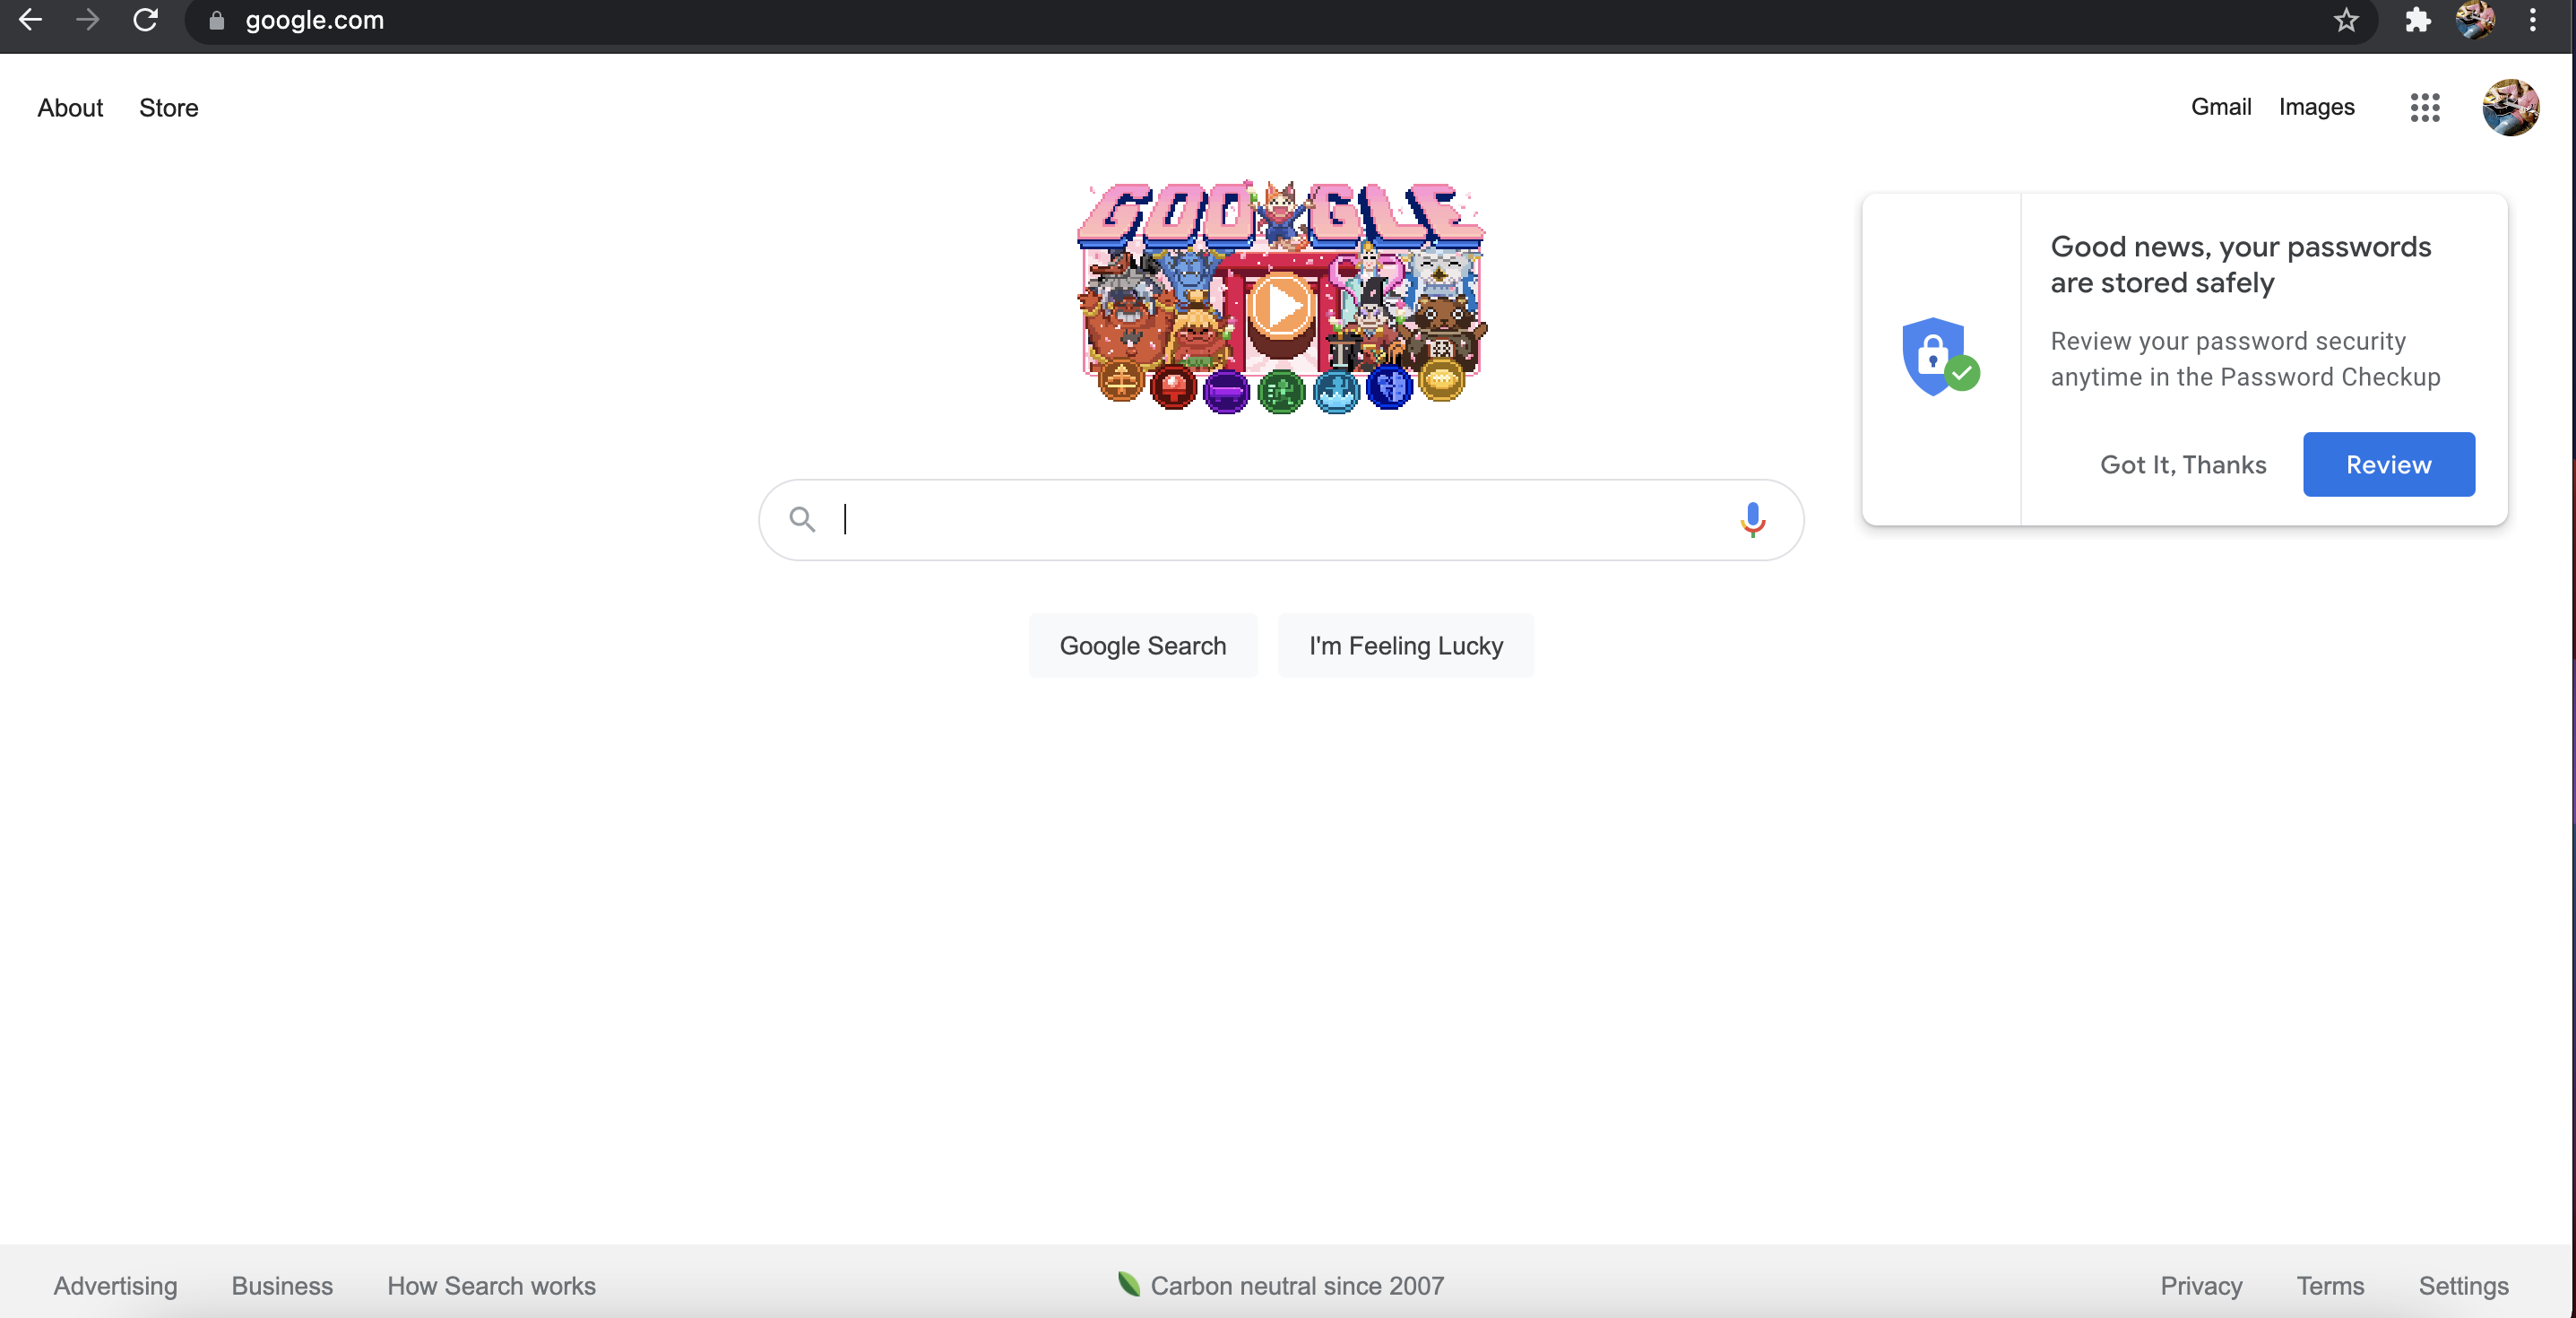 google.com
About Store
Gmail Images
GOOGLE
Good news, your passwords
are stored safely
Review your password security
anytime in the Password Checkup
Got It, Thanks Review
Google Search I'm Feeling Lucky
Advertising Business How Search works
Carbon neutral since 2007
Privacy Terms Settings